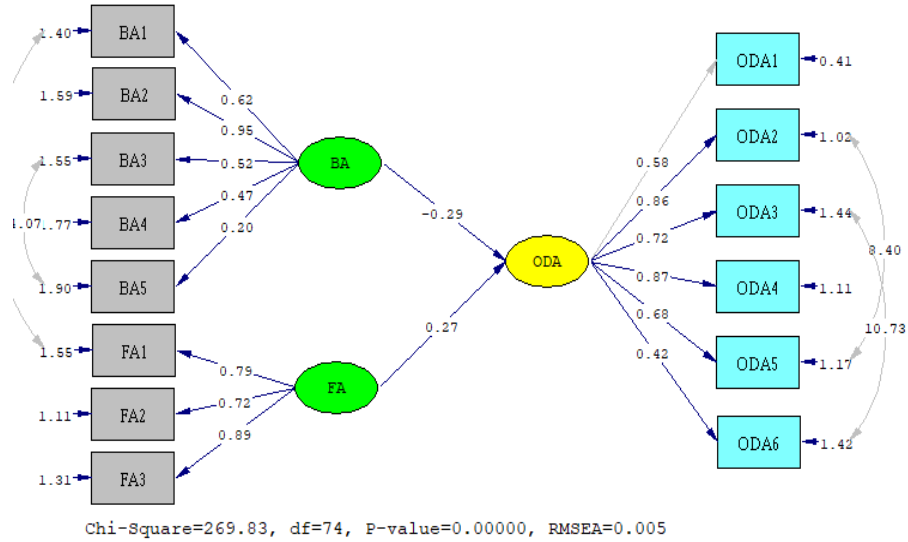 1.40 BA1
1.59 BA2
1.55 BA3
BA4
1.90 BA5
1.55 FA1
1.11 FA2
1.31 FA3
0.62
0.95
0.52
0.47
0.20
BA
0.79
0.72
0.89
FA
-0.29
0.27
ODA
0.58
0.86
0.72
0.87
0.68
0.42
ODA1 0.41
ODA2 1.02
ODA3 1.44
ODA4 1.11
ODA5 1.17
ODA6 1.42
8.40
10.73
Chi-Square=269.83, df=74, P-value=0.00000, RMSEA=0.005